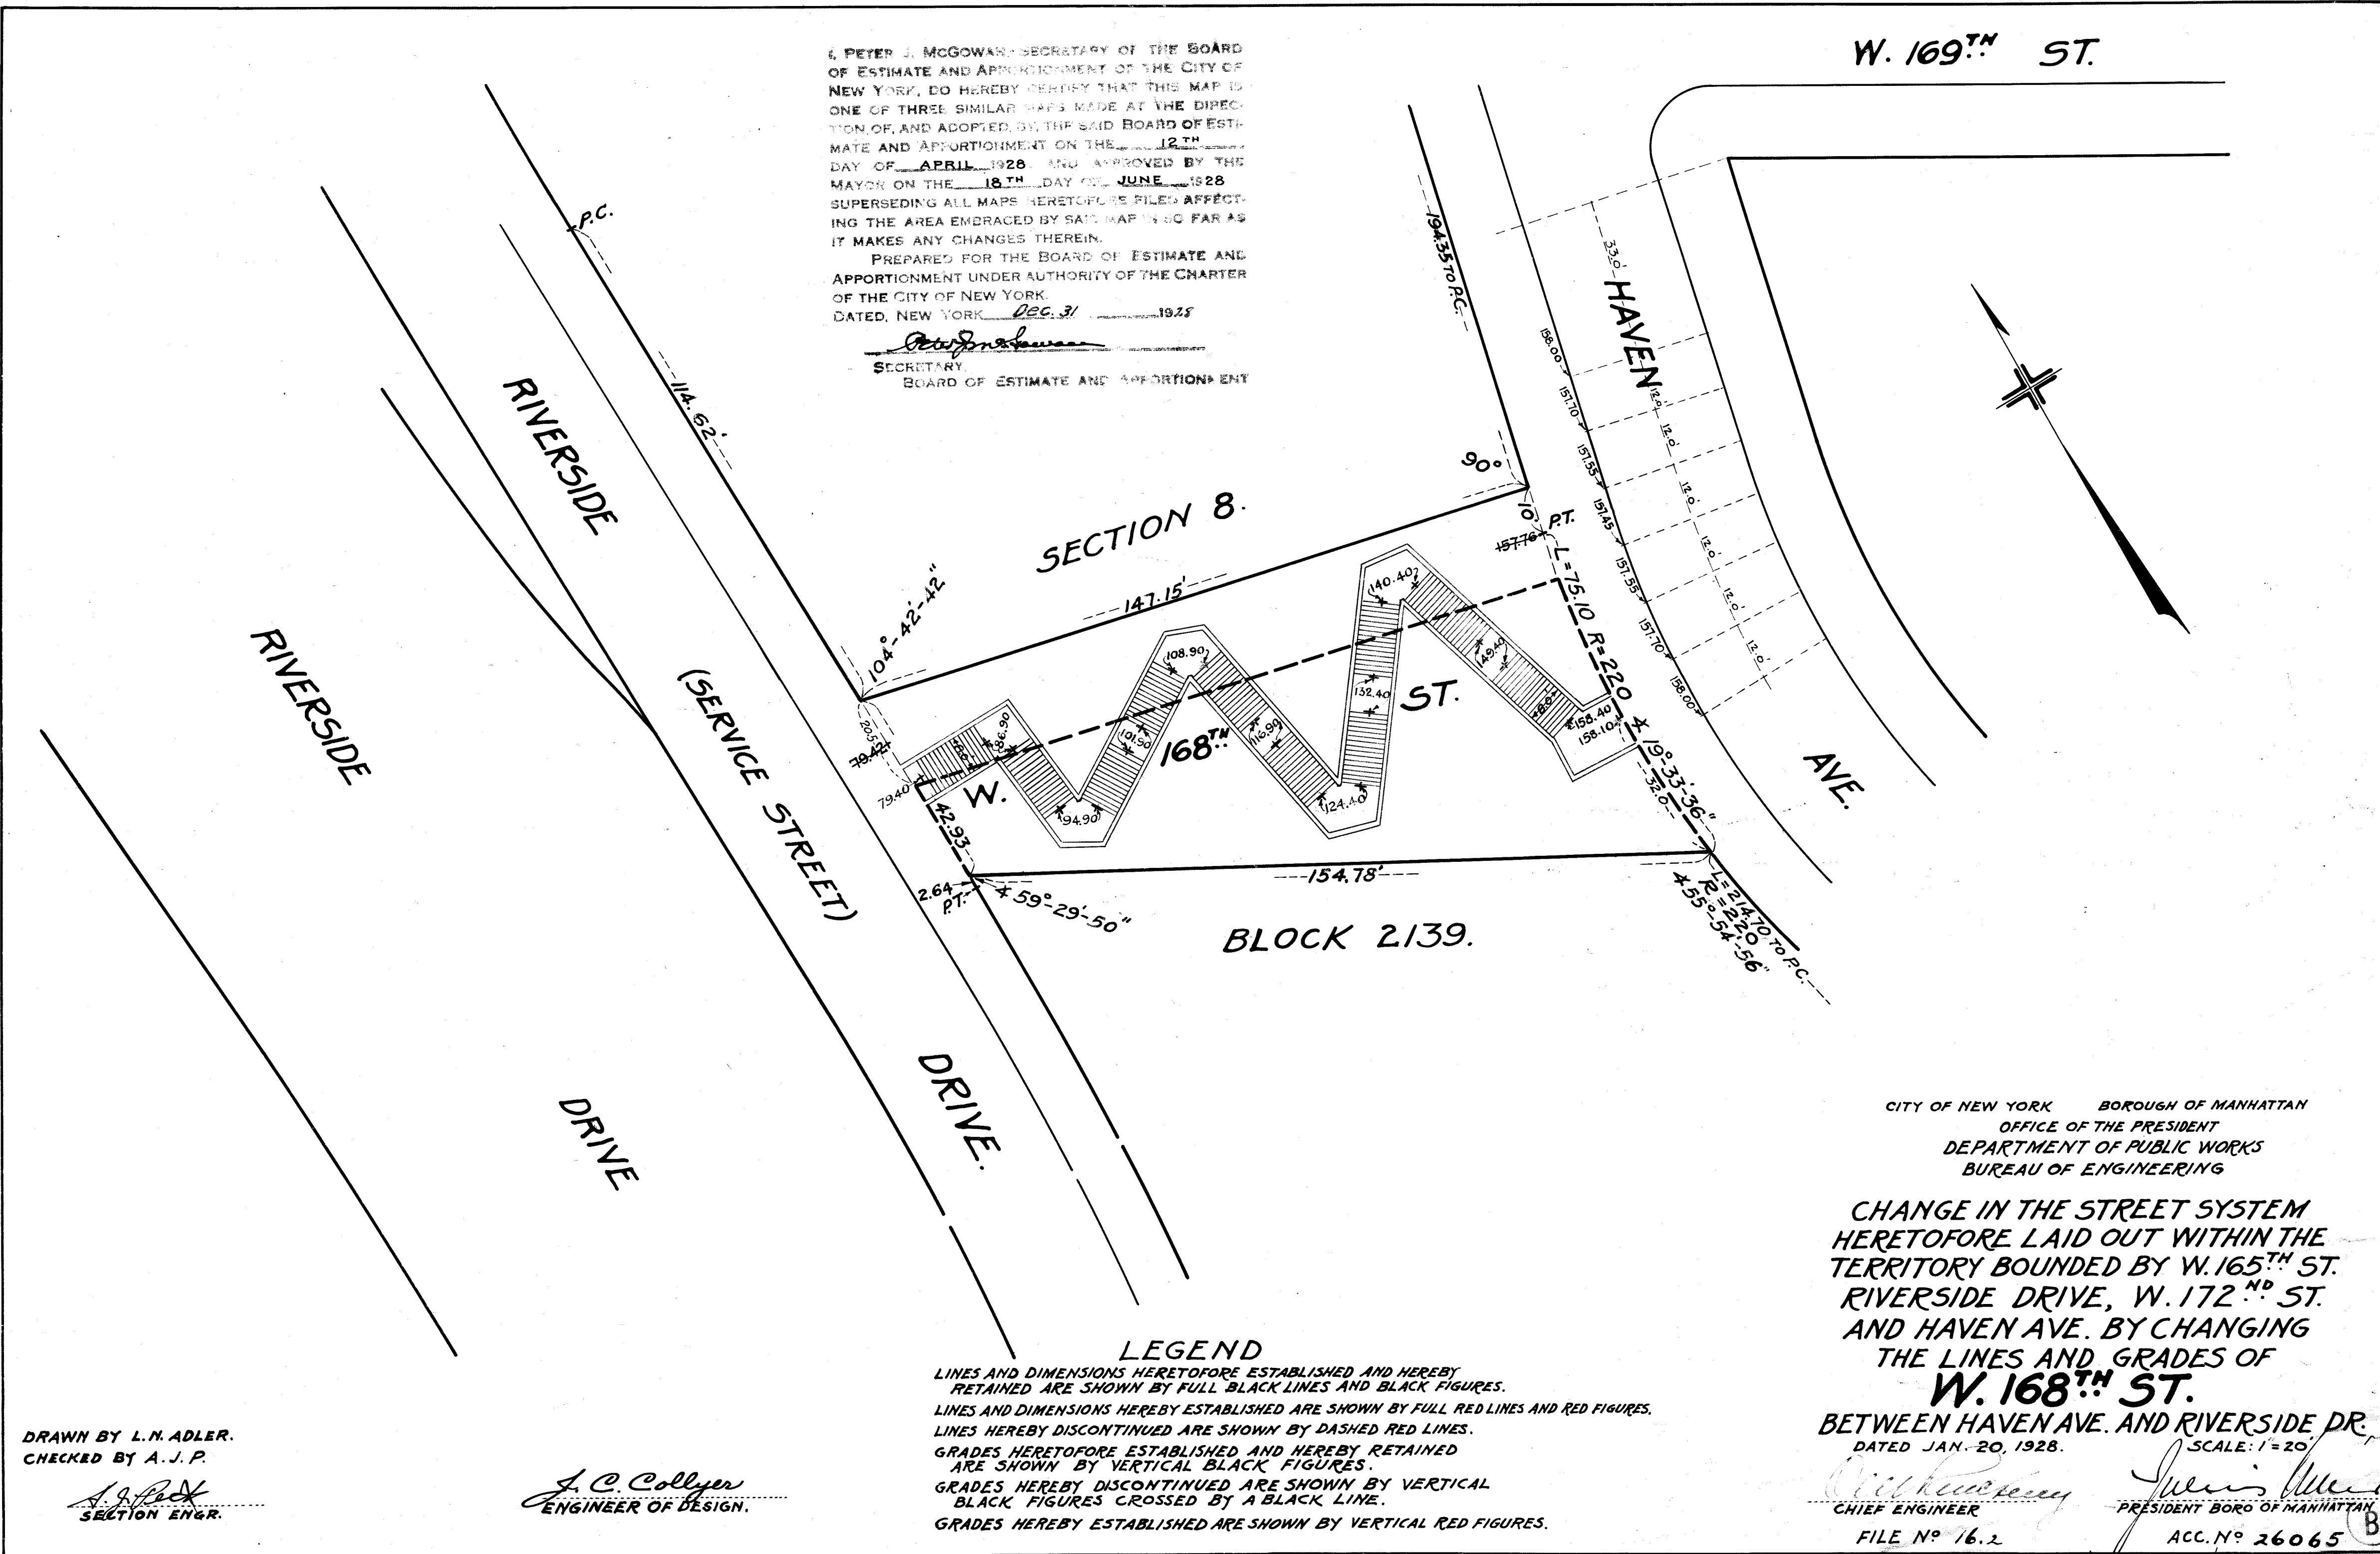 I, PETER J. MCGOWAN, SECRETARY OF THE BOARD
OF ESTIMATE AND APPORTIONMENT OF THE CITY OF
NEW YORK, DO HEREBY CERTIFY THAT THIS MAP IS
ONE OF THREE SIMILAR MAPS MADE AT THE DIREC-
TION OF, AND ADOPTED, BY, THE SAID BOARD OF ESTI-
MATE AND APPORTIONMENT ON THE 12TH
DAY OF APRIL 1928. AND APPROVED BY THE
MAYOR ON THE 18TH DAY OF JUNE 1928
SUPERSEDING ALL MAPS HERETOFORE FILED AFFECT-
ING THE AREA EMBRACED BY SAID MAP IN SO FAR AS
IT MAKES ANY CHANGES THEREIN.
PREPARED FOR THE BOARD OF ESTIMATE AND
APPORTIONMENT UNDER AUTHORITY OF THE CHARTER
OF THE CITY OF NEW YORK.
DATED, NEW YORK Dec. 31 1928
SECRETARY,
BOARD OF ESTIMATE AND APPORTIONMENT
W. 169TH ST.
P.C.
194.35 TO P.C.
33.0'
HAVEN
AVE.
158.00
157.70
157.55
157.45
157.55
157.70
158.00
12.0'
12.0'
12.0'
12.0'
12.0'
12.0'
114.62'
RIVERSIDE
(SERVICE STREET)
DRIVE.
RIVERSIDE
DRIVE
SECTION 8.
90°
10'
P.T.
157.76
147.15'
104°-42'-42"
L=75.10 R=220 ∡ 19°-33'-36"
32.0
20.5
79.42
79.40
8.0'
86.90
94.90
101.90
108.90
116.90
124.40
132.40
140.40
149.40
8.0'
158.40
158.10
W. 168TH ST.
42.93
2.64
P.T.
∡ 59°-29'-50"
154.78'
L=214.70 TO P.C.
R=220
∡ 55°-54'-56"
BLOCK 2139.
CITY OF NEW YORK BOROUGH OF MANHATTAN
OFFICE OF THE PRESIDENT
DEPARTMENT OF PUBLIC WORKS
BUREAU OF ENGINEERING
CHANGE IN THE STREET SYSTEM
HERETOFORE LAID OUT WITHIN THE
TERRITORY BOUNDED BY W. 165TH ST.
RIVERSIDE DRIVE, W. 172ND ST.
AND HAVEN AVE. BY CHANGING
THE LINES AND GRADES OF
W. 168TH ST.
BETWEEN HAVEN AVE. AND RIVERSIDE DR.
DATED JAN. 20, 1928. SCALE: 1"=20'
CHIEF ENGINEER
PRESIDENT BORO OF MANHATTAN
FILE No 16.2
ACC. No 26065
B
LEGEND
LINES AND DIMENSIONS HERETOFORE ESTABLISHED AND HEREBY
RETAINED ARE SHOWN BY FULL BLACK LINES AND BLACK FIGURES.
LINES AND DIMENSIONS HEREBY ESTABLISHED ARE SHOWN BY FULL RED LINES AND RED FIGURES.
LINES HEREBY DISCONTINUED ARE SHOWN BY DASHED RED LINES.
GRADES HERETOFORE ESTABLISHED AND HEREBY RETAINED
ARE SHOWN BY VERTICAL BLACK FIGURES.
GRADES HEREBY DISCONTINUED ARE SHOWN BY VERTICAL
BLACK FIGURES CROSSED BY A BLACK LINE.
GRADES HEREBY ESTABLISHED ARE SHOWN BY VERTICAL RED FIGURES.
DRAWN BY L.N. ADLER.
CHECKED BY A.J.P.
S. J. Peck
SECTION ENGR.
J. C. Collyer
ENGINEER OF DESIGN.